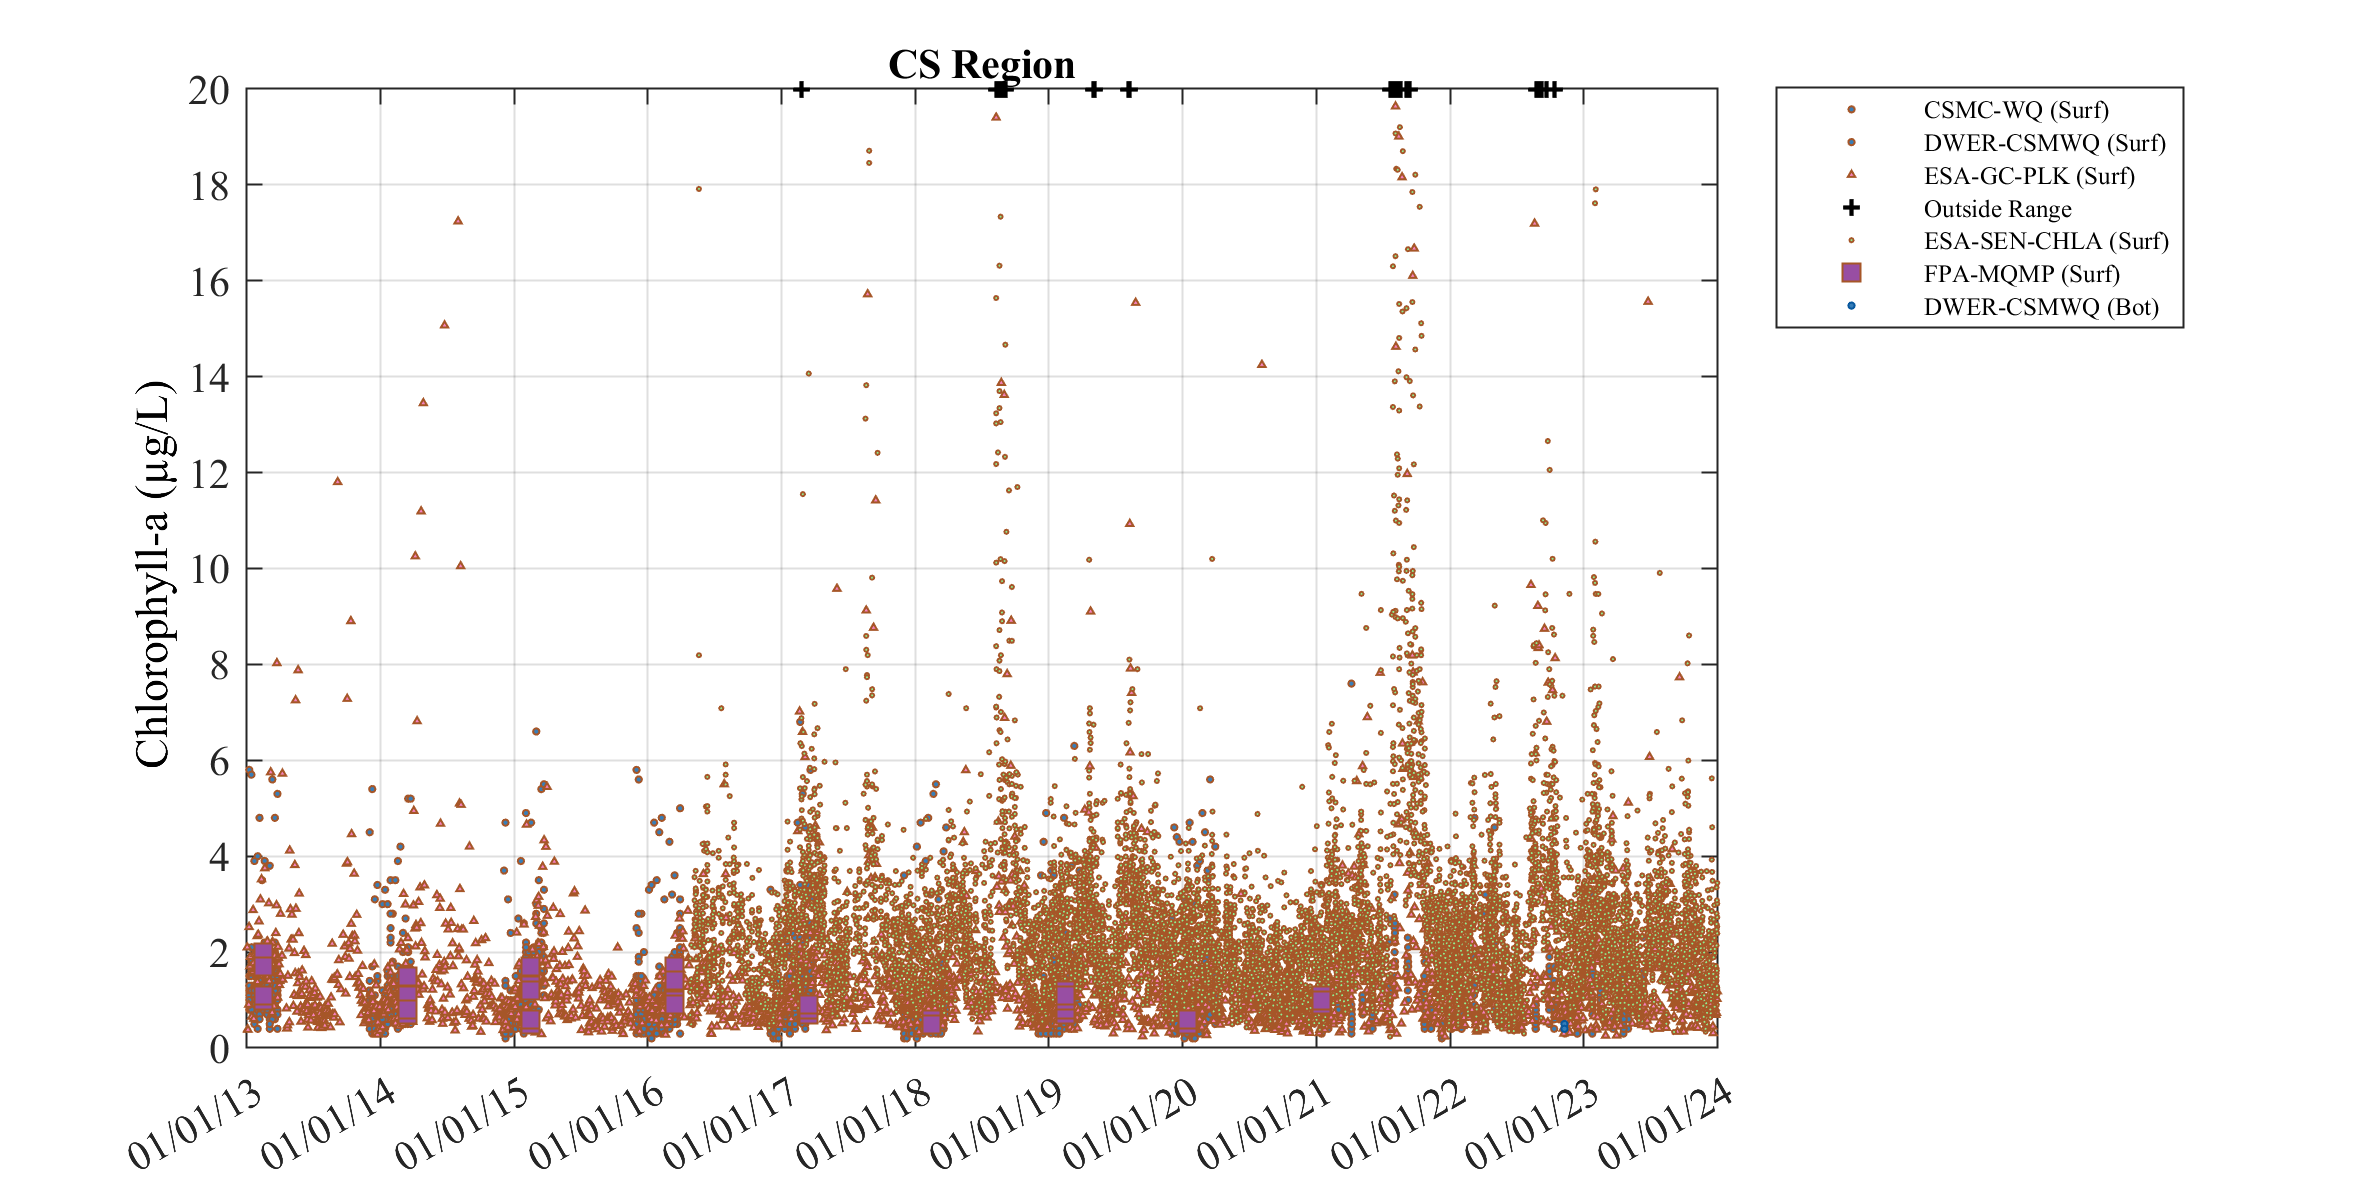 CS Region
Chlorophyll-a (µg/L)
20
18
16
14
12
10
8
6
4
2
0
01/01/13
01/01/14
01/01/15
01/01/16
01/01/17
01/01/18
01/01/19
01/01/20
01/01/21
01/01/22
01/01/23
01/01/24
CSMC-WQ (Surf)
DWER-CSMWQ (Surf)
ESA-GC-PLK (Surf)
Outside Range
ESA-SEN-CHLA (Surf)
FPA-MQMP (Surf)
DWER-CSMWQ (Bot)